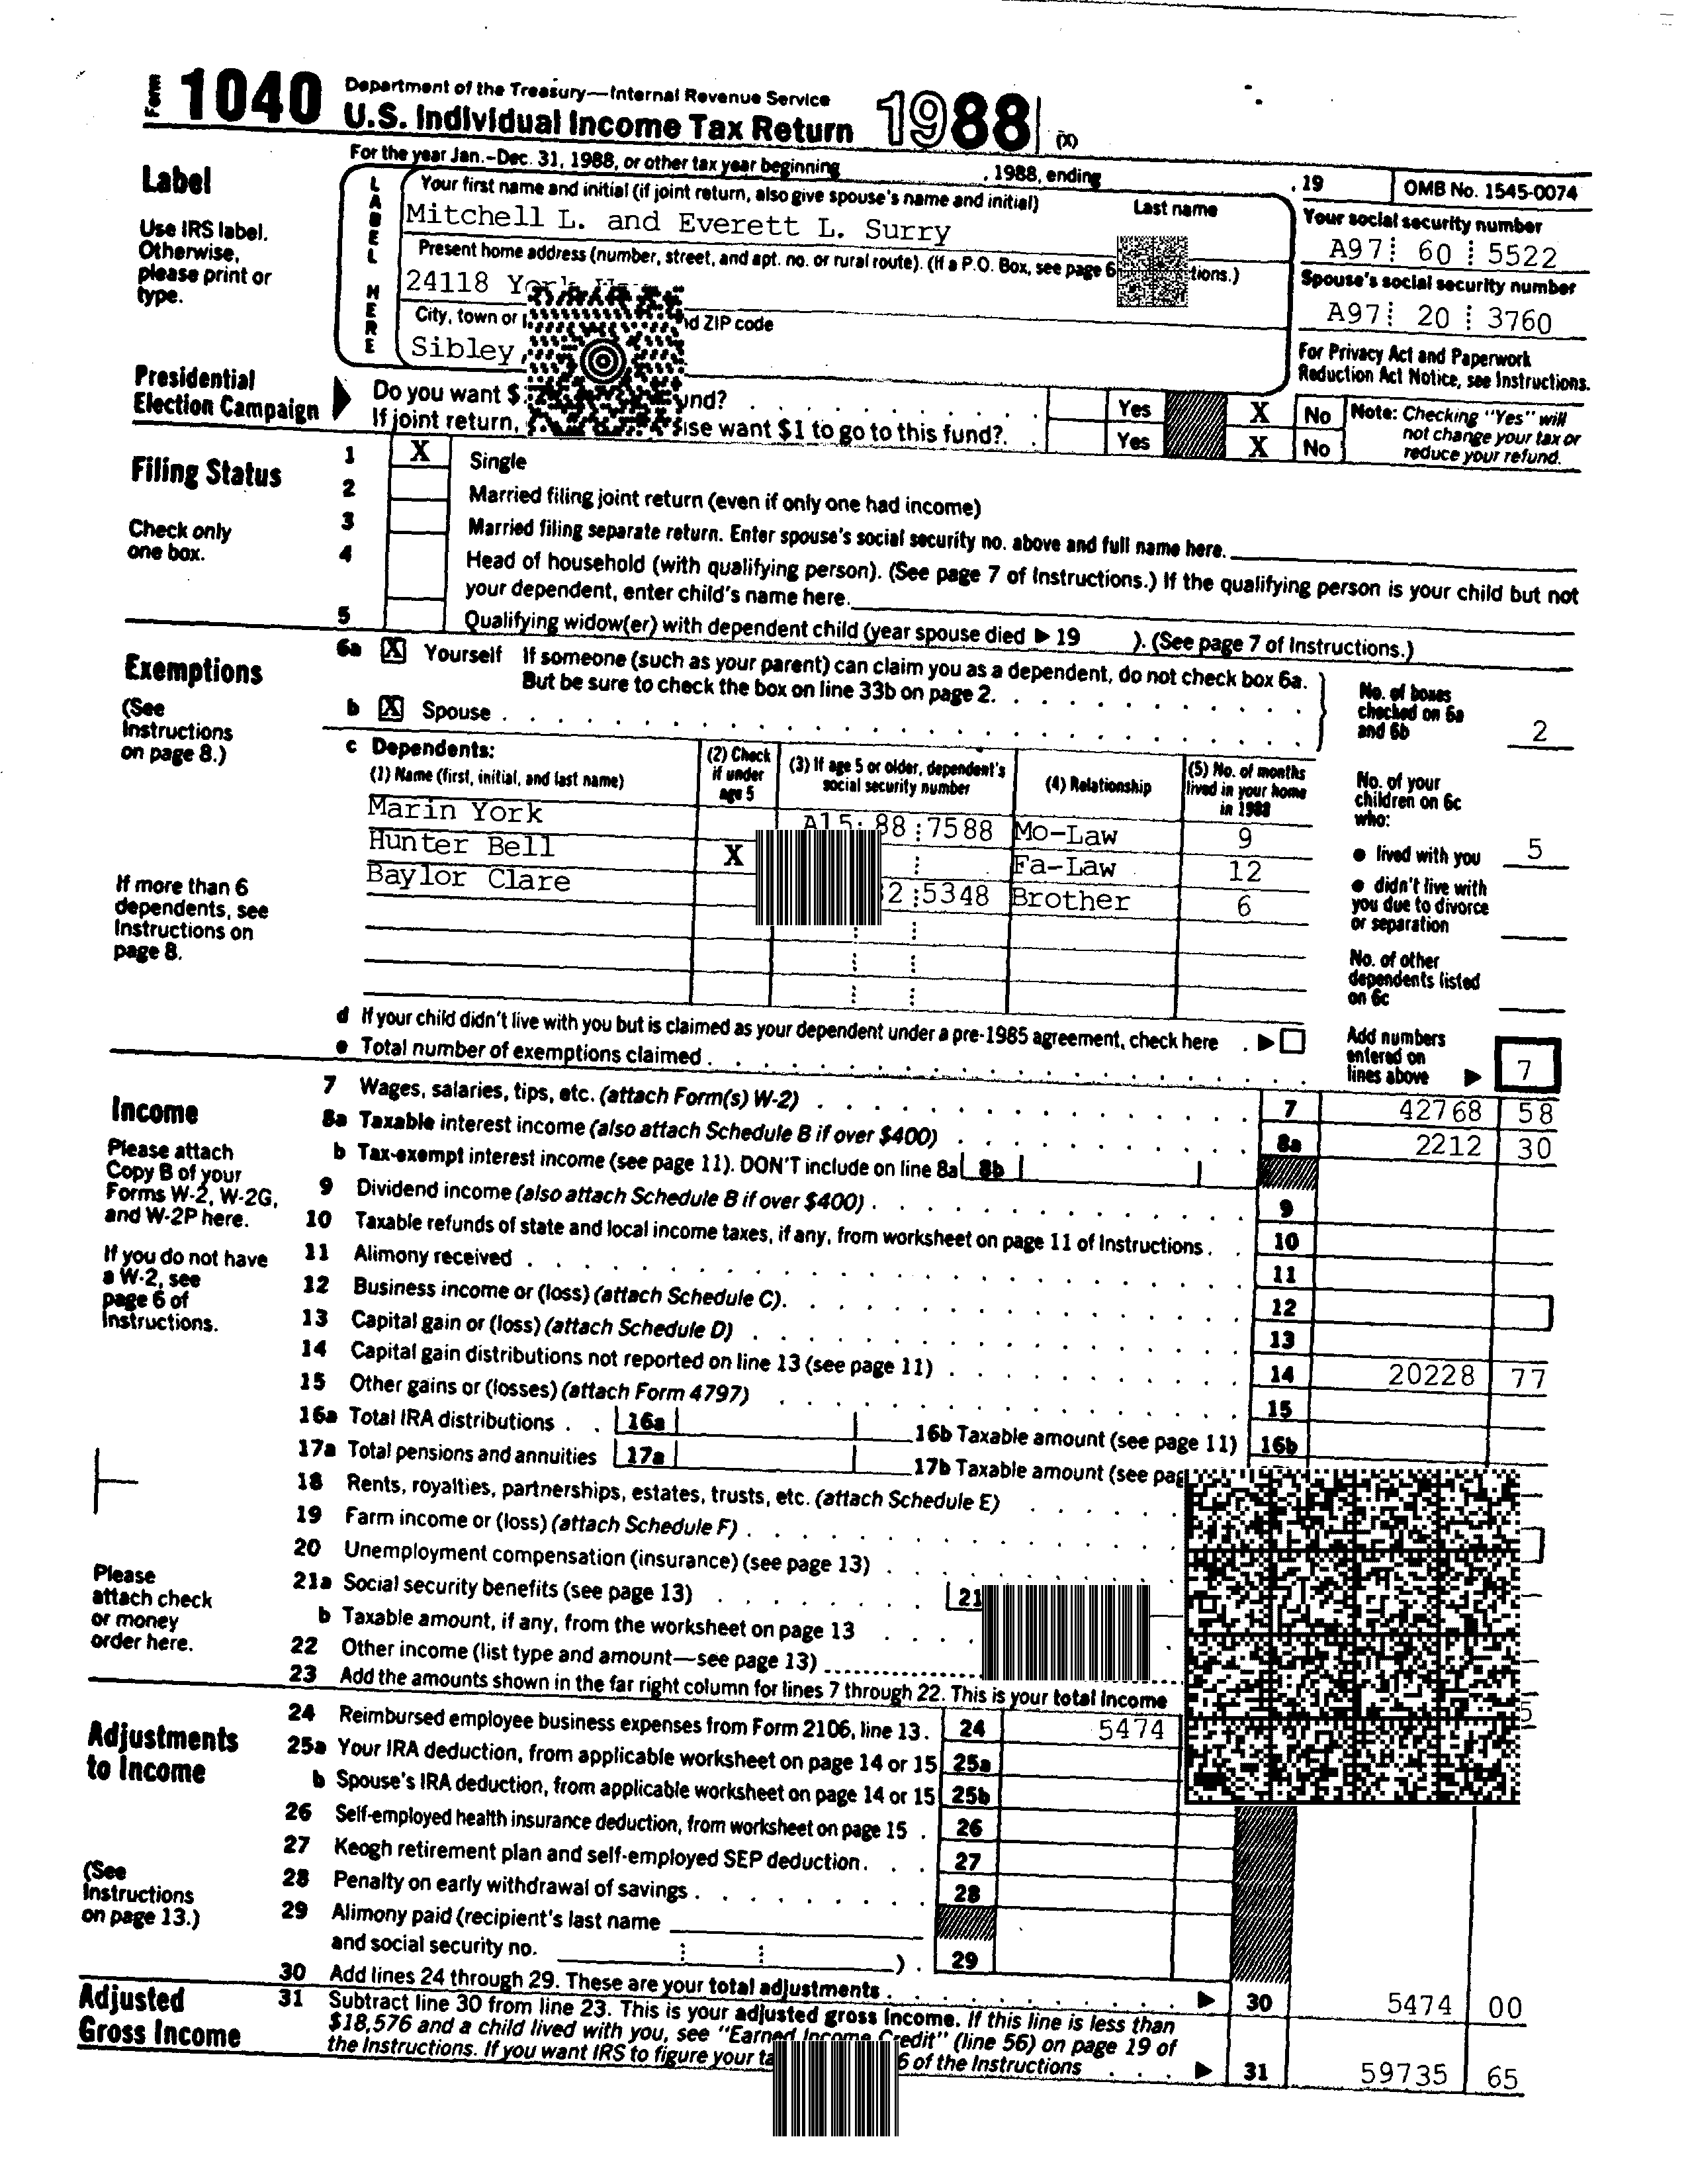 Form 1040 Department of the Treasury—Internal Revenue Service
U.S. Individual Income Tax Return 1988 (X)
For the year Jan.-Dec. 31, 1988, or other tax year beginning , 1988, ending , 19 OMB No. 1545-0074
Label
Use IRS label. Otherwise, please print or type.
LABEL HERE
Your first name and initial (if joint return, also give spouse's name and initial) Last name
Mitchell L. and Everett L. Surry
Your social security number
A97 60 5522
Present home address (number, street, and apt. no. or rural route). (If a P.O. Box, see page 6 tions.)
24118
Spouse's social security number
A97 20 3760
City, town or nd ZIP code
Sibley
For Privacy Act and Paperwork Reduction Act Notice, see Instructions.
Presidential Election Campaign
Do you want $ und? Yes X No
If joint return, want $1 to go to this fund?. Yes X No
Note: Checking "Yes" will not change your tax or reduce your refund.
Filing Status
Check only one box.
1 X Single
2 Married filing joint return (even if only one had income)
3 Married filing separate return. Enter spouse's social security no. above and full name here.
4 Head of household (with qualifying person). (See page 7 of Instructions.) If the qualifying person is your child but not
your dependent, enter child's name here.
5 Qualifying widow(er) with dependent child (year spouse died ▶ 19 ). (See page 7 of Instructions.)
Exemptions
(See Instructions on page 8.)
6a X Yourself If someone (such as your parent) can claim you as a dependent, do not check box 6a.
But be sure to check the box on line 33b on page 2.
b X Spouse
No. of boxes checked on 6a and 6b 2
c Dependents:
(1) Name (first, initial, and last name) (2) Check if under age 5 (3) If age 5 or older, dependent's social security number (4) Relationship (5) No. of months lived in your home in 1988
Marin York A15 88 7588 Mo-Law 9
Hunter Bell X Fa-Law 12
Baylor Clare 2 5348 Brother 6
If more than 6 dependents, see Instructions on page 8.
No. of your children on 6c who:
● lived with you 5
● didn't live with you due to divorce or separation
No. of other dependents listed on 6c
d If your child didn't live with you but is claimed as your dependent under a pre-1985 agreement, check here ▶
e Total number of exemptions claimed
Add numbers entered on lines above ▶ 7
Income
Please attach Copy B of your Forms W-2, W-2G, and W-2P here.
If you do not have a W-2, see page 6 of Instructions.
Please attach check or money order here.
7 Wages, salaries, tips, etc. (attach Form(s) W-2) 7 42768 58
8a Taxable interest income (also attach Schedule B if over $400) 8a 2212 30
b Tax-exempt interest income (see page 11). DON'T include on line 8a 8b
9 Dividend income (also attach Schedule B if over $400) 9
10 Taxable refunds of state and local income taxes, if any, from worksheet on page 11 of Instructions 10
11 Alimony received 11
12 Business income or (loss) (attach Schedule C) 12
13 Capital gain or (loss) (attach Schedule D) 13
14 Capital gain distributions not reported on line 13 (see page 11) 14 20228 77
15 Other gains or (losses) (attach Form 4797) 15
16a Total IRA distributions 16a 16b Taxable amount (see page 11) 16b
17a Total pensions and annuities 17a 17b Taxable amount (see
18 Rents, royalties, partnerships, estates, trusts, etc. (attach Schedule E)
19 Farm income or (loss) (attach Schedule F)
20 Unemployment compensation (insurance) (see page 13)
21a Social security benefits (see page 13) 21
b Taxable amount, if any, from the worksheet on page 13
22 Other income (list type and amount—see page 13)
23 Add the amounts shown in the far right column for lines 7 through 22. This is your total income
Adjustments to Income
(See Instructions on page 13.)
24 Reimbursed employee business expenses from Form 2106, line 13. 24 5474
25a Your IRA deduction, from applicable worksheet on page 14 or 15 25a
b Spouse's IRA deduction, from applicable worksheet on page 14 or 15 25b
26 Self-employed health insurance deduction, from worksheet on page 15 26
27 Keogh retirement plan and self-employed SEP deduction 27
28 Penalty on early withdrawal of savings 28
29 Alimony paid (recipient's last name
and social security no. ) 29
30 Add lines 24 through 29. These are your total adjustments ▶ 30 5474 00
Adjusted Gross Income
31 Subtract line 30 from line 23. This is your adjusted gross income. If this line is less than
$18,576 and a child lived with you, see "Earned Income Credit" (line 56) on page 19 of
the Instructions. If you want IRS to figure your 6 of the Instructions ▶ 31 59735 65